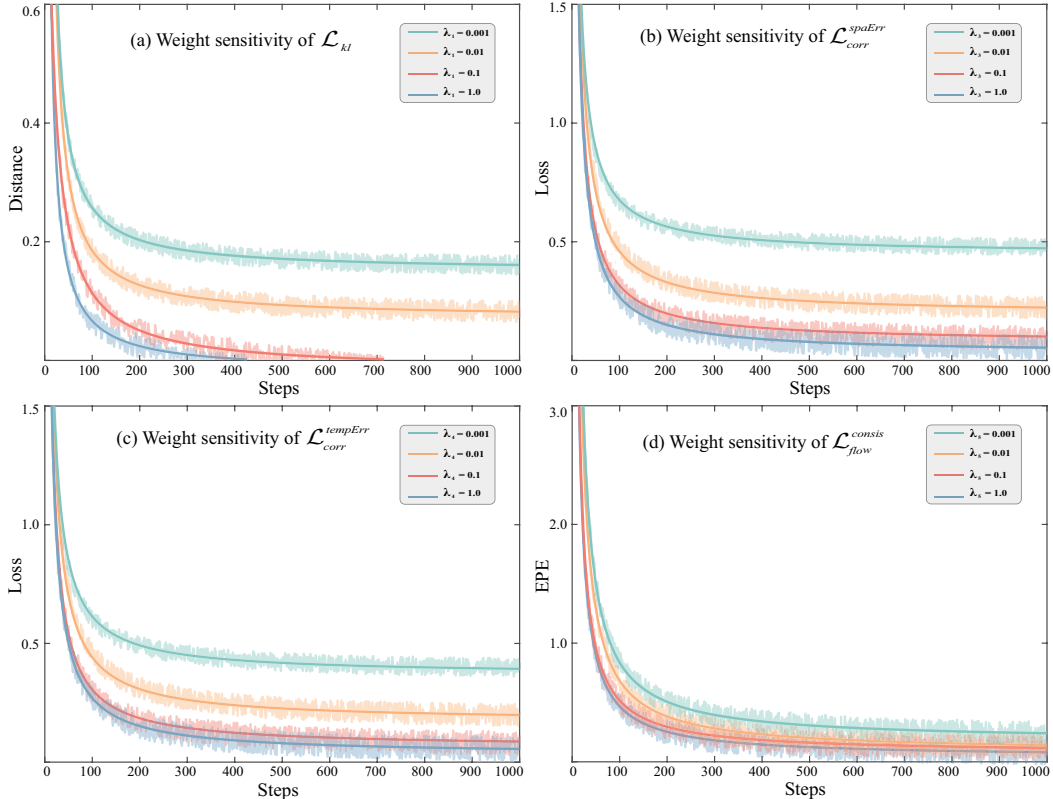 (a) Weight sensitivity of ℒ_kl
λ₁ – 0.001
λ₁ – 0.01
λ₁ – 0.1
λ₁ – 1.0
Distance
0.6
0.4
0.2
0 100 200 300 400 500 600 700 800 900 1000
Steps
(b) Weight sensitivity of ℒ_corr^spaErr
λ₃ – 0.001
λ₃ – 0.01
λ₃ – 0.1
λ₃ – 1.0
Loss
1.5
1.0
0.5
0 100 200 300 400 500 600 700 800 900 1000
Steps
(c) Weight sensitivity of ℒ_corr^tempErr
λ₄ – 0.001
λ₄ – 0.01
λ₄ – 0.1
λ₄ – 1.0
Loss
1.5
1.0
0.5
0 100 200 300 400 500 600 700 800 900 1000
Steps
(d) Weight sensitivity of ℒ_flow^consis
λ₅ – 0.001
λ₅ – 0.01
λ₅ – 0.1
λ₅ – 1.0
EPE
3.0
2.0
1.0
0 100 200 300 400 500 600 700 800 900 1000
Steps